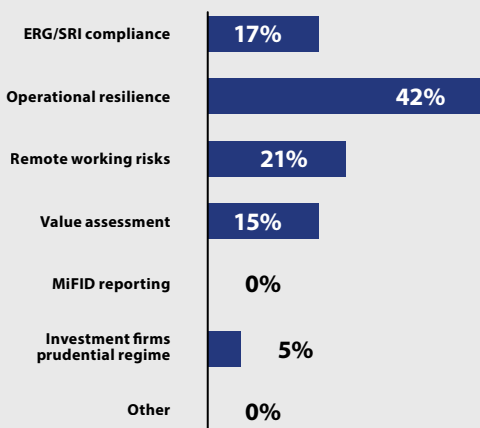 ERG/SRI compliance 17%
Operational resilience 42%
Remote working risks 21%
Value assessment 15%
MiFID reporting 0%
Investment firms
prudential regime 5%
Other 0%